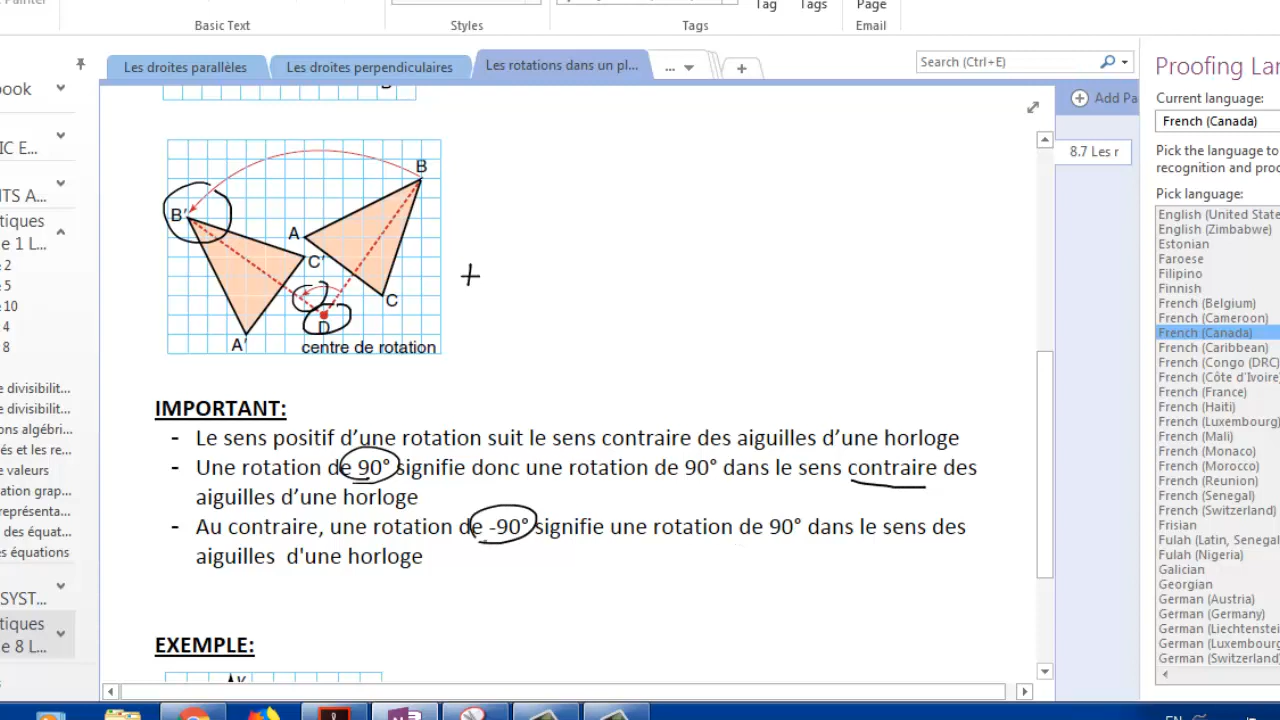 Basic Text
Styles
Tags
Tag
Tags
Page
Email
Les droites parallèles
Les droites perpendiculaires
Les rotations dans un pl...
...
Search (Ctrl+E)
Add Pa
8.7 Les r
Proofing Lan
Current language:
French (Canada)
Pick the language to
recognition and proo
Pick language:
English (United State
English (Zimbabwe)
Estonian
Faroese
Filipino
Finnish
French (Belgium)
French (Cameroon)
French (Canada)
French (Caribbean)
French (Congo (DRC)
French (Côte d'Ivoire)
French (France)
French (Haiti)
French (Luxembourg)
French (Mali)
French (Monaco)
French (Morocco)
French (Reunion)
French (Senegal)
French (Switzerland)
Frisian
Fulah (Latin, Senegal
Fulah (Nigeria)
Galician
Georgian
German (Austria)
German (Germany)
German (Liechtenstei
German (Luxembourg
German (Switzerland)
ook
IC E...
NTS A...
tiques
e 1 L...
e 2
e 5
e 10
4
8
e divisibilit...
e divisibilit...
ons algébri...
és et les re...
e valeurs
ation grap...
représenta...
des équat...
es équations
SYST...
tiques
e 8 L...
B
B'
A
C'
C
D
A'
centre de rotation
+
IMPORTANT:
- Le sens positif d’une rotation suit le sens contraire des aiguilles d’une horloge
- Une rotation de 90° signifie donc une rotation de 90° dans le sens contraire des
aiguilles d’une horloge
- Au contraire, une rotation de -90° signifie une rotation de 90° dans le sens des
aiguilles d'une horloge
EXEMPLE:
y
EN